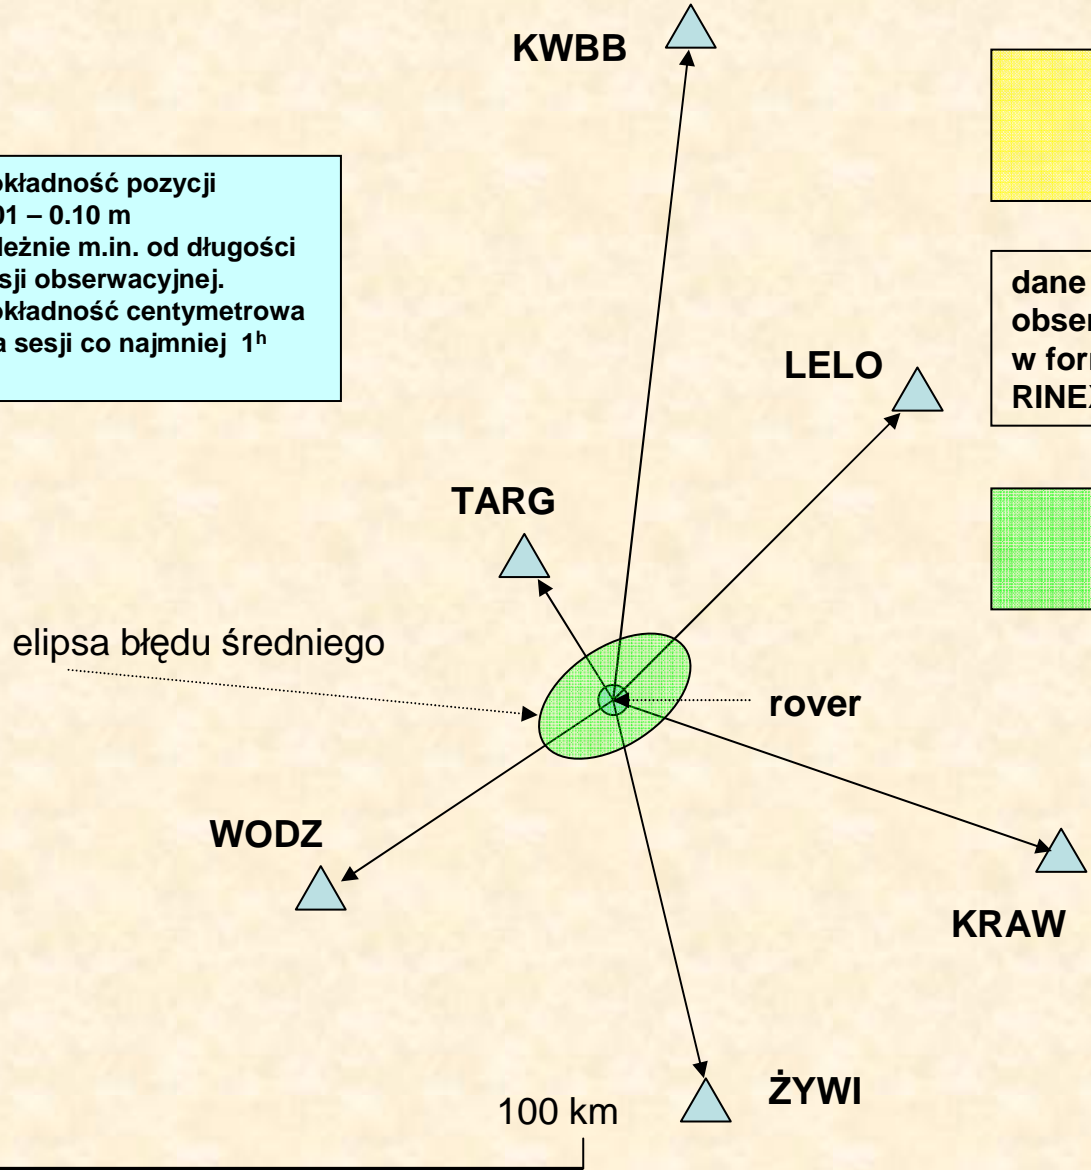 KWBB
okładność pozycji
01 – 0.10 m
leżnie m.in. od długości
sji obserwacyjnej.
okładność centymetrowa
a sesji co najmniej 1ʰ
dane
obser
w for
RINEX
LELO
TARG
elipsa błędu średniego
rover
WODZ
KRAW
ŻYWI
100 km